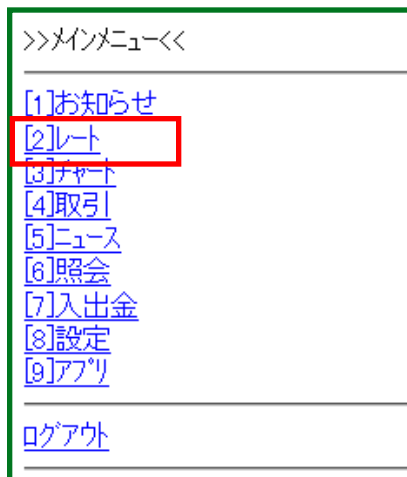 >>メインメニュー<<
[1]お知らせ
[2]レート
[3]チャート
[4]取引
[5]ニュース
[6]照会
[7]入出金
[8]設定
[9]アプリ
ログアウト